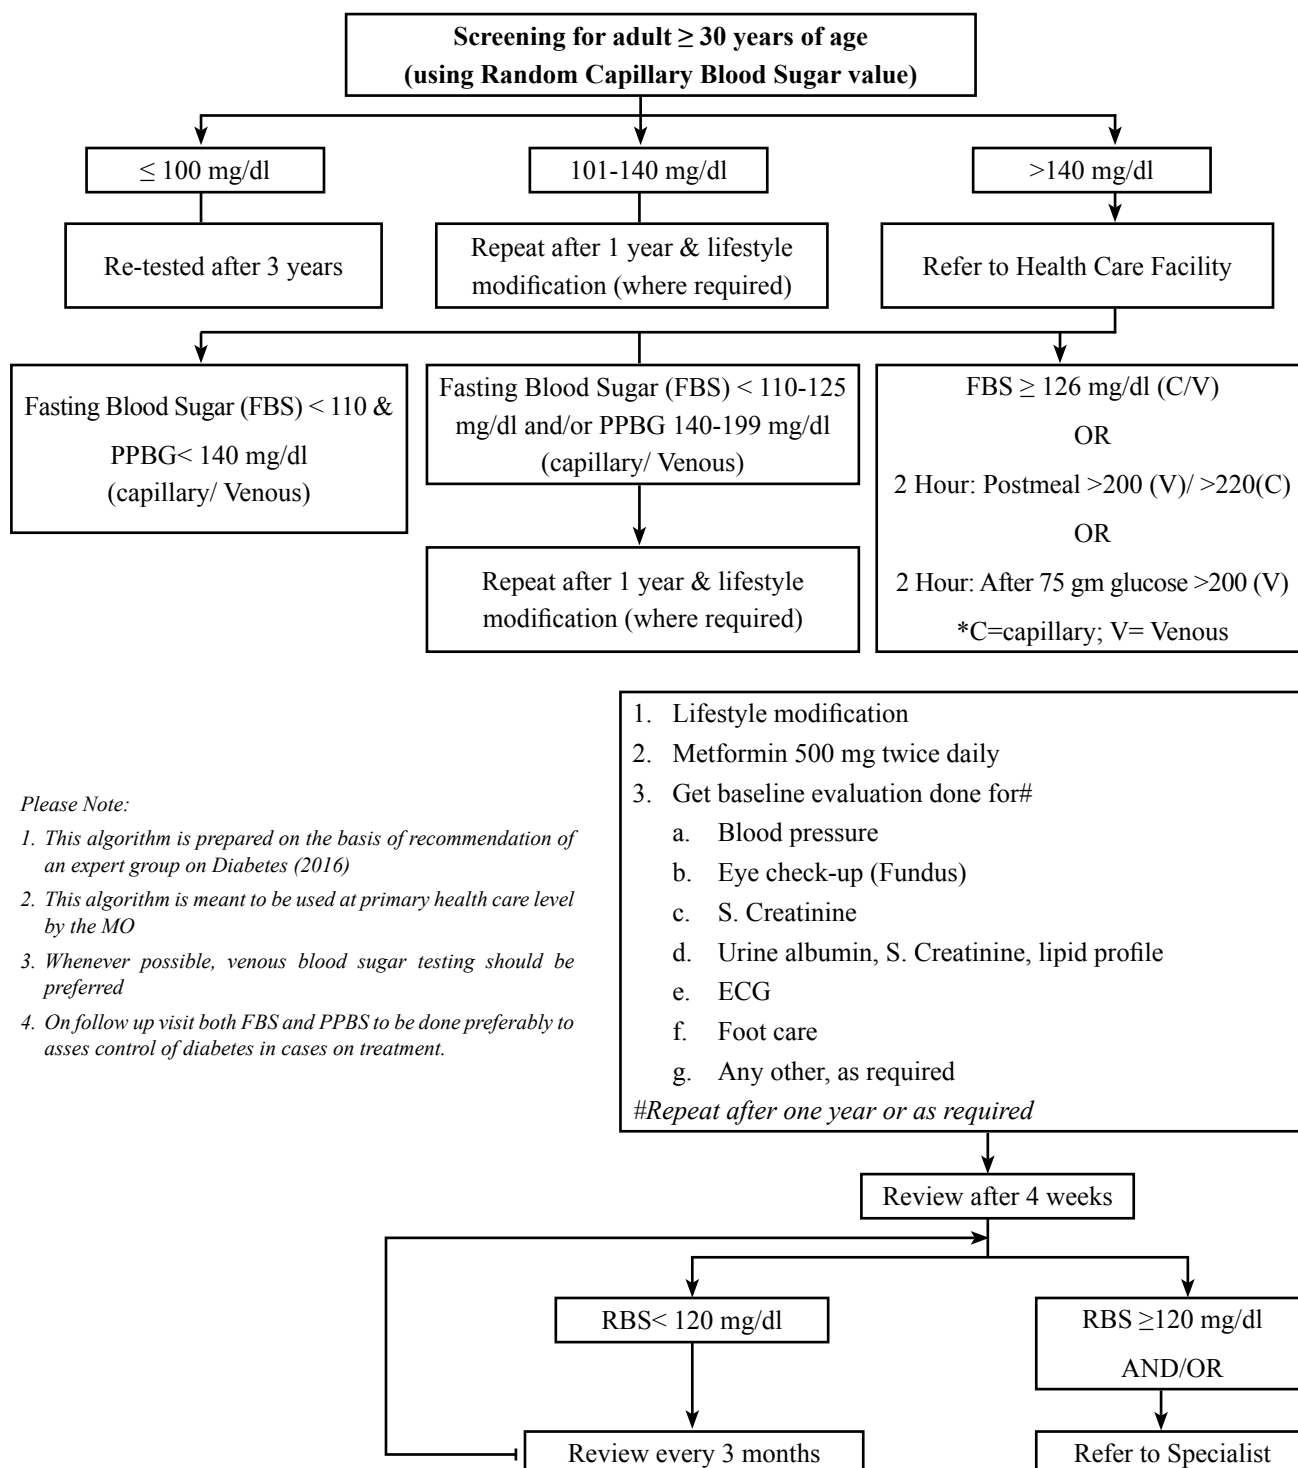 Screening for adult ≥ 30 years of age
(using Random Capillary Blood Sugar value)
≤ 100 mg/dl
101-140 mg/dl
>140 mg/dl
Re-tested after 3 years
Repeat after 1 year & lifestyle
modification (where required)
Refer to Health Care Facility
Fasting Blood Sugar (FBS) < 110 &
PPBG< 140 mg/dl
(capillary/ Venous)
Fasting Blood Sugar (FBS) < 110-125
mg/dl and/or PPBG 140-199 mg/dl
(capillary/ Venous)
Repeat after 1 year & lifestyle
modification (where required)
FBS ≥ 126 mg/dl (C/V)
OR
2 Hour: Postmeal >200 (V)/ >220(C)
OR
2 Hour: After 75 gm glucose >200 (V)
*C=capillary; V= Venous
Please Note:
1. This algorithm is prepared on the basis of recommendation of
an expert group on Diabetes (2016)
2. This algorithm is meant to be used at primary health care level
by the MO
3. Whenever possible, venous blood sugar testing should be
preferred
4. On follow up visit both FBS and PPBS to be done preferably to
asses control of diabetes in cases on treatment.
1. Lifestyle modification
2. Metformin 500 mg twice daily
3. Get baseline evaluation done for#
a. Blood pressure
b. Eye check-up (Fundus)
c. S. Creatinine
d. Urine albumin, S. Creatinine, lipid profile
e. ECG
f. Foot care
g. Any other, as required
#Repeat after one year or as required
Review after 4 weeks
RBS< 120 mg/dl
RBS ≥120 mg/dl
AND/OR
Review every 3 months
Refer to Specialist